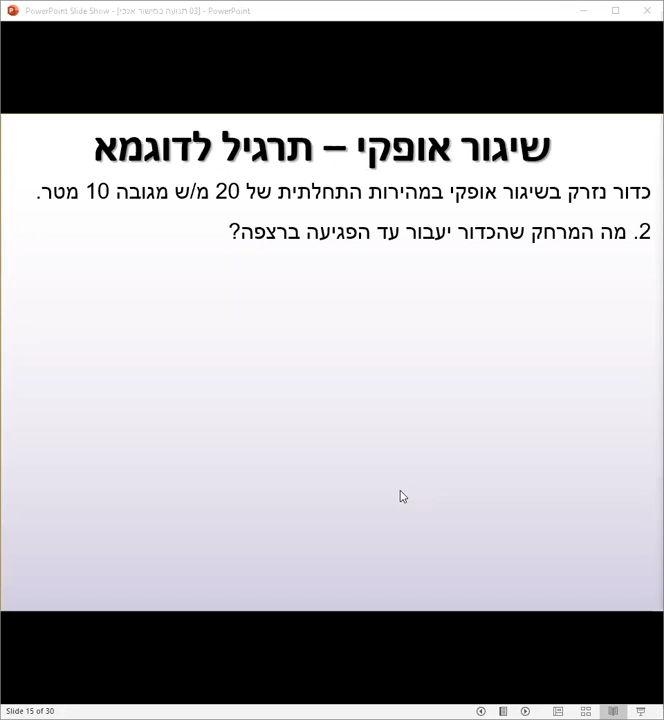 PowerPoint Slide Show - [03 תנועה במישור אנכי] - PowerPoint
שיגור אופקי – תרגיל לדוגמא
כדור נזרק בשיגור אופקי במהירות התחלתית של 20 מ/ש מגובה 10 מטר.
2. מה המרחק שהכדור יעבור עד הפגיעה ברצפה?
Slide 15 of 30